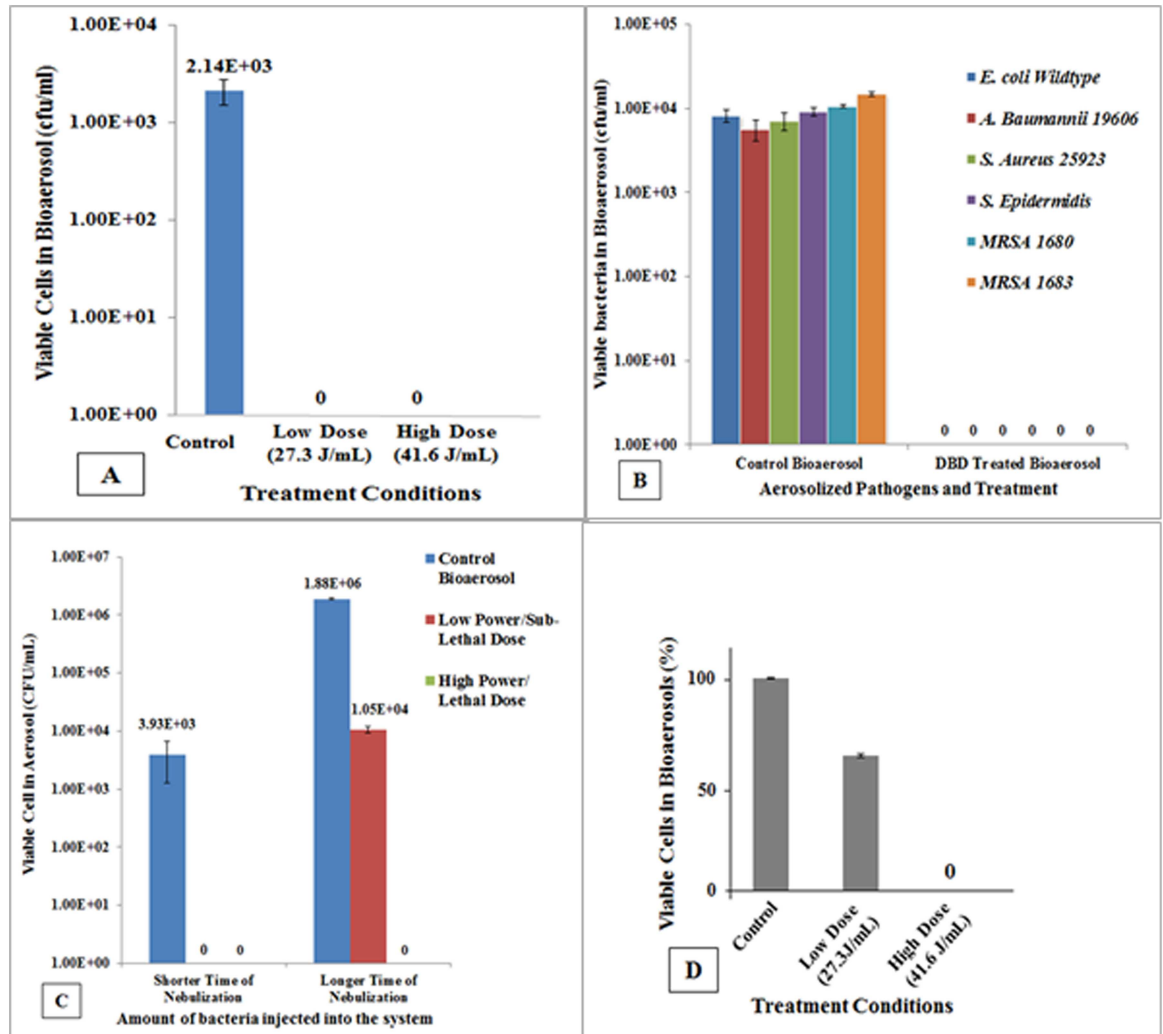 1.00E+04
2.14E+03
1.00E+03
1.00E+02
1.00E+01
1.00E+00
Viable Cells in Bioaerosol (cfu/ml)
0
0
Control
Low Dose
(27.3 J/mL)
High Dose
(41.6 J/mL)
Treatment Conditions
A
1.00E+05
1.00E+04
1.00E+03
1.00E+02
1.00E+01
1.00E+00
Viable bacteria in Bioaerosol (cfu/ml)
E. coli Wildtype
A. Baumannii 19606
S. Aureus 25923
S. Epidermidis
MRSA 1680
MRSA 1683
0 0 0 0 0 0
Control Bioaerosol
DBD Treated Bioaerosol
Aerosolized Pathogens and Treatment
B
1.00E+07
1.00E+06
1.00E+05
1.00E+04
1.00E+03
1.00E+02
1.00E+01
1.00E+00
Viable Cell in Aerosol (CFU/mL)
3.93E+03
0
0
1.88E+06
1.05E+04
0
Control
Bioaerosol
Low Power/Sub-
Lethal Dose
High Power/
Lethal Dose
Shorter Time of
Nebulization
Longer Time of
Nebulization
Amount of bacteria injected into the system
C
100
50
0
Viable Cells in Bioaerosols (%)
0
Control
Low Dose
(27.3J/mL)
High Dose
(41.6 J/mL)
Treatment Conditions
D